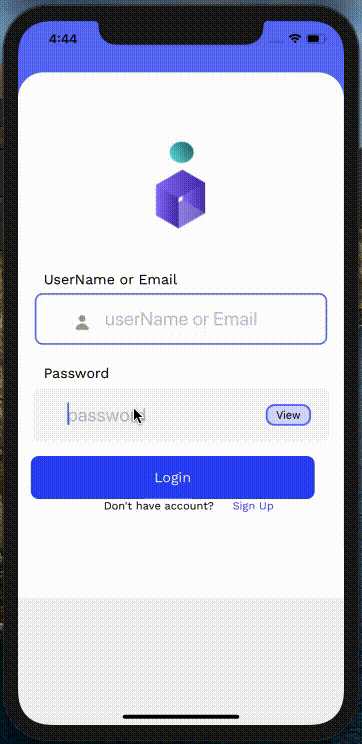 4:44
UserName or Email
userName or Email
Password
password
View
Login
Don't have account? Sign Up